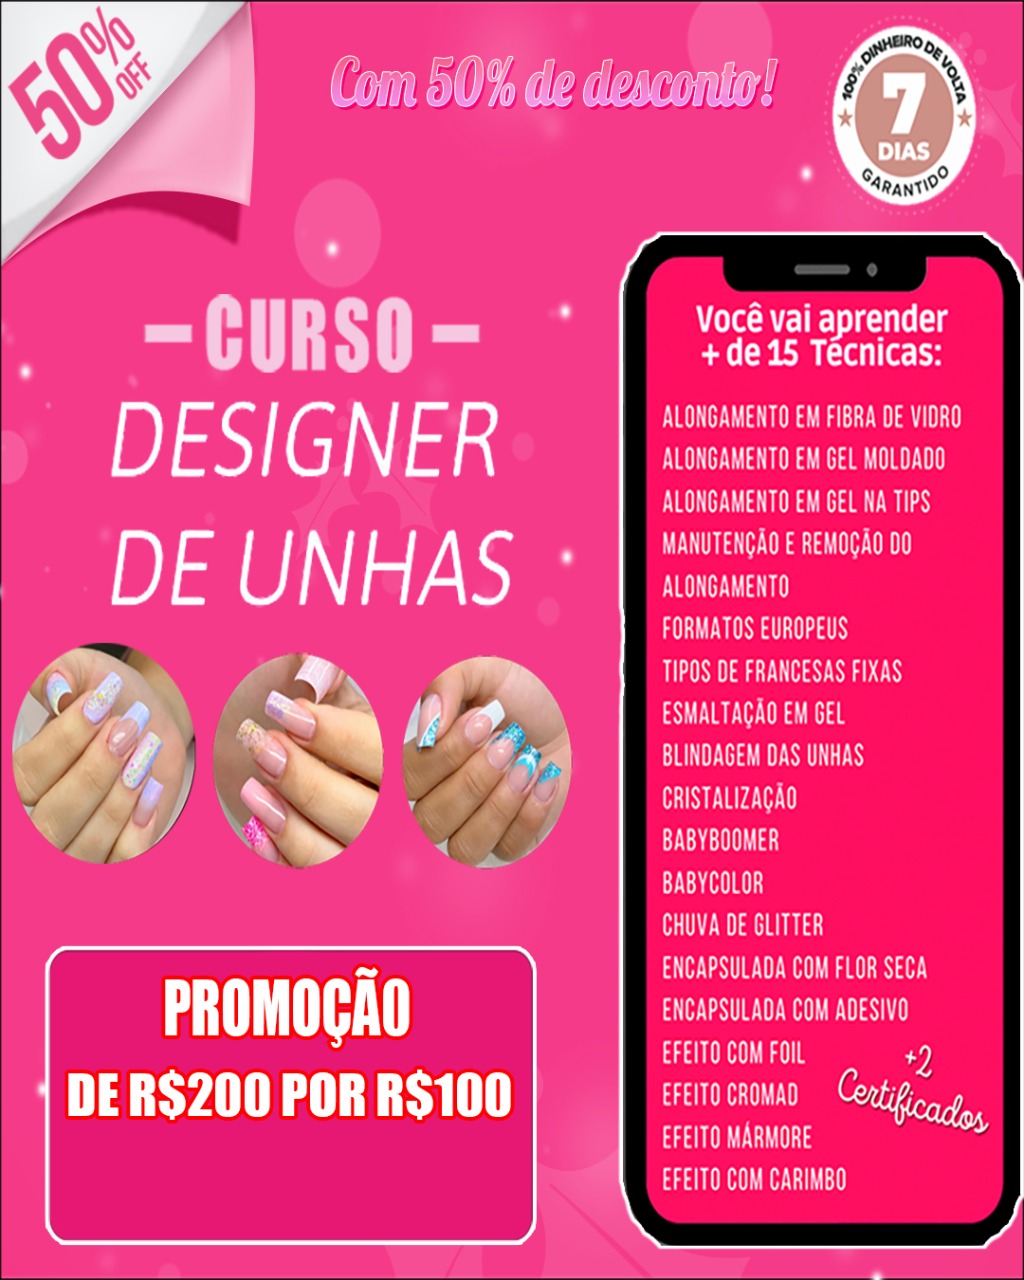 50%
OFF
Com 50% de desconto!
100% DINHEIRO DE VOLTA
7
DIAS
GARANTIDO
CURSO
DESIGNER
DE UNHAS
PROMOÇÃO
DE R$200 POR R$100
Você vai aprender
+ de 15 Técnicas:
ALONGAMENTO EM FIBRA DE VIDRO
ALONGAMENTO EM GEL MOLDADO
ALONGAMENTO EM GEL NA TIPS
MANUTENÇÃO E REMOÇÃO DO
ALONGAMENTO
FORMATOS EUROPEUS
TIPOS DE FRANCESAS FIXAS
ESMALTAÇÃO EM GEL
BLINDAGEM DAS UNHAS
CRISTALIZAÇÃO
BABYBOOMER
BABYCOLOR
CHUVA DE GLITTER
ENCAPSULADA COM FLOR SECA
ENCAPSULADA COM ADESIVO
EFEITO COM FOIL
EFEITO CROMAD
EFEITO MÁRMORE
EFEITO COM CARIMBO
+2
Certificados